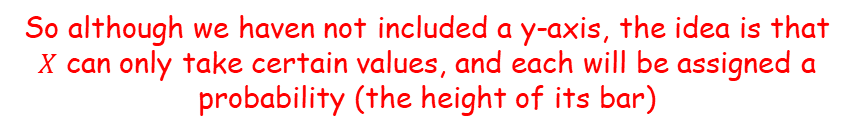 So although we haven not included a y-axis, the idea is that
X can only take certain values, and each will be assigned a
probability (the height of its bar)